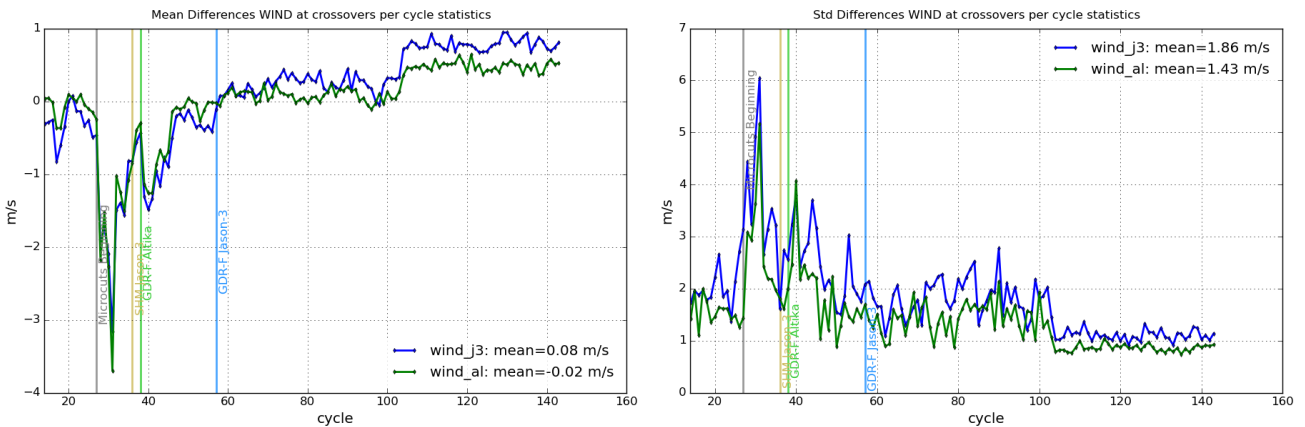 Mean Differences WIND at crossovers per cycle statistics
1
0
−1
−2
−3
−4
m/s
20
40
60
80
100
120
140
160
cycle
Microcuts Beginning
GDR-F Altika
GDR-F Jason-3
wind_j3: mean=0.08 m/s
wind_al: mean=-0.02 m/s
Std Differences WIND at crossovers per cycle statistics
7
6
5
4
3
2
1
0
m/s
20
40
60
80
100
120
140
160
cycle
Microcuts Beginning
GDR-F Altika
GDR-F Jason-3
wind_j3: mean=1.86 m/s
wind_al: mean=1.43 m/s